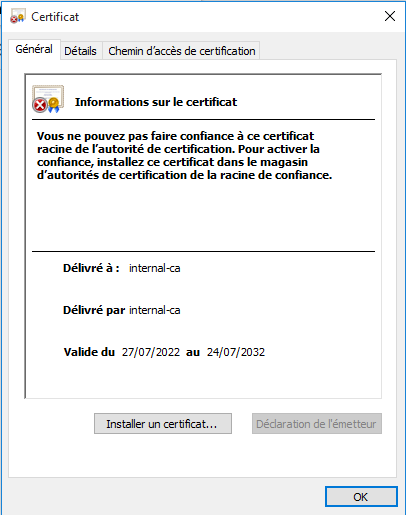 Certificat
Général
Détails
Chemin d'accès de certification
Informations sur le certificat
Vous ne pouvez pas faire confiance à ce certificat
racine de l'autorité de certification. Pour activer la
confiance, installez ce certificat dans le magasin
d'autorités de certification de la racine de confiance.
Délivré à : internal-ca
Délivré par internal-ca
Valide du 27/07/2022 au 24/07/2032
Installer un certificat...
Déclaration de l'émetteur
OK